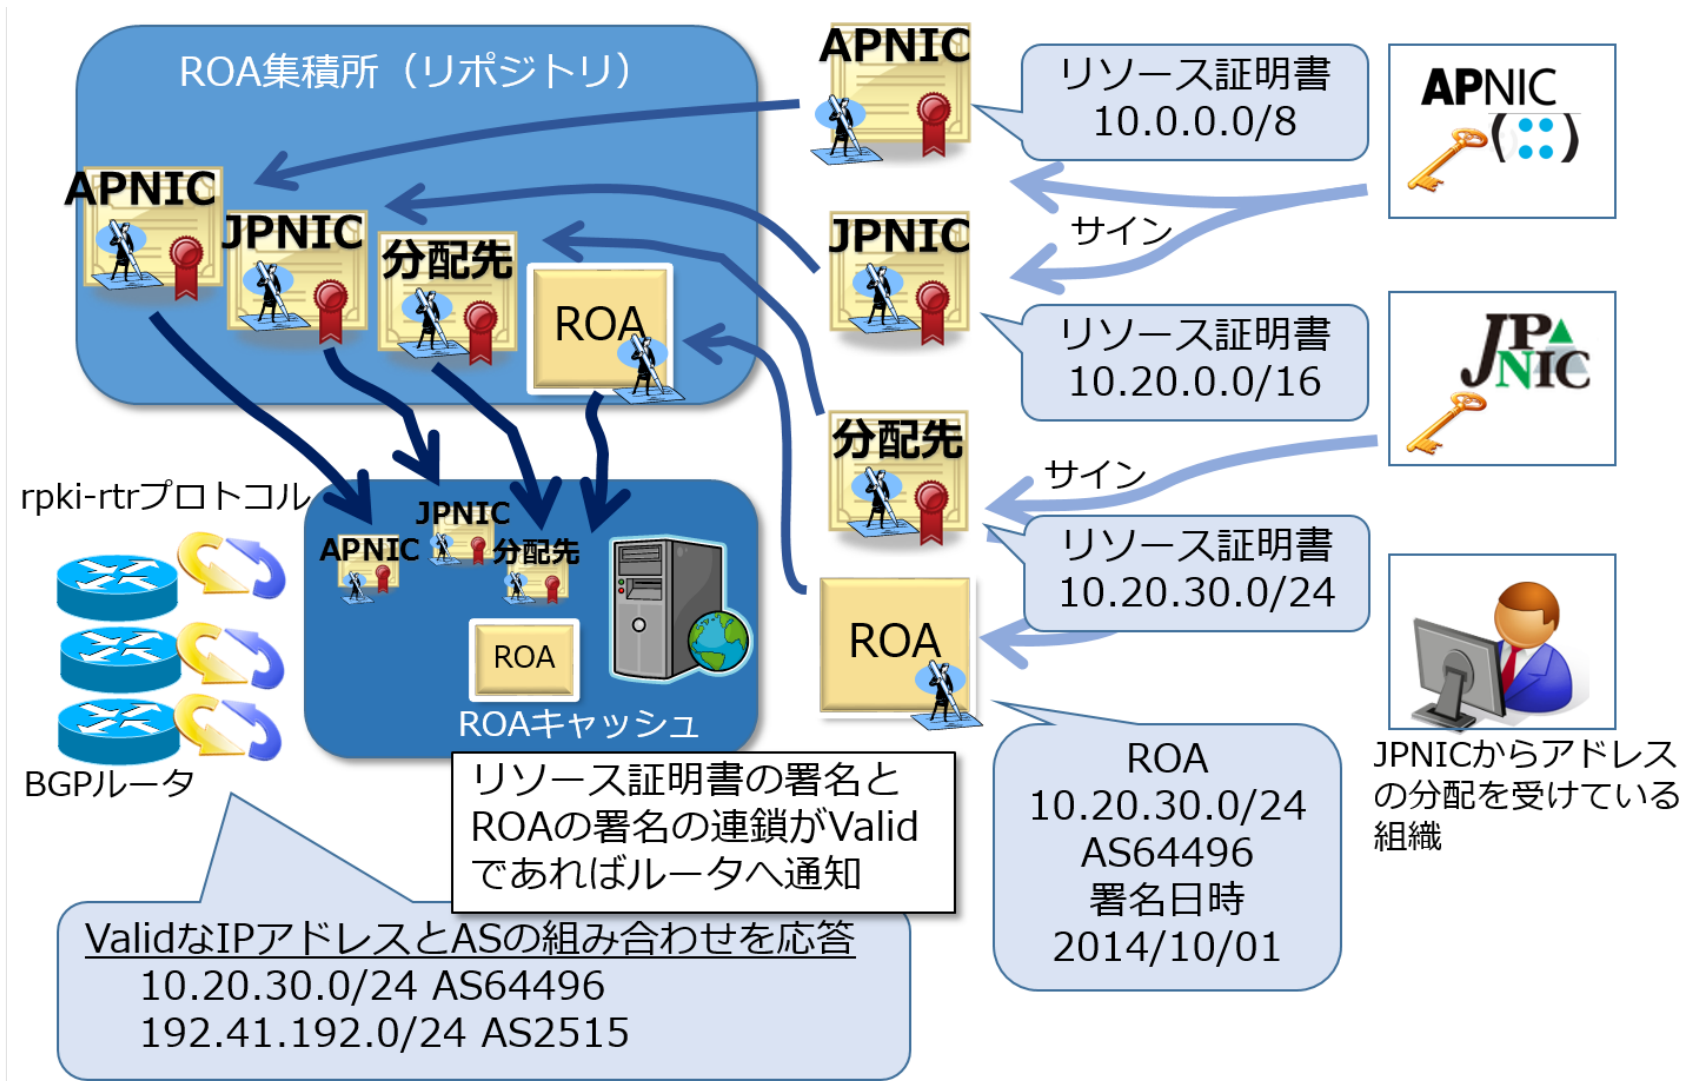 ROA集積所（リポジトリ）
APNIC
JPNIC
分配先
ROA
APNIC
リソース証明書
10.0.0.0/8
APNIC
サイン
JPNIC
リソース証明書
10.20.0.0/16
JPNIC
分配先
サイン
リソース証明書
10.20.30.0/24
ROA
ROA
10.20.30.0/24
AS64496
署名日時
2014/10/01
JPNICからアドレス
の分配を受けている
組織
rpki-rtrプロトコル
BGPルータ
APNIC
JPNIC
分配先
ROA
ROAキャッシュ
リソース証明書の署名と
ROAの署名の連鎖がValid
であればルータへ通知
ValidなIPアドレスとASの組み合わせを応答
10.20.30.0/24 AS64496
192.41.192.0/24 AS2515